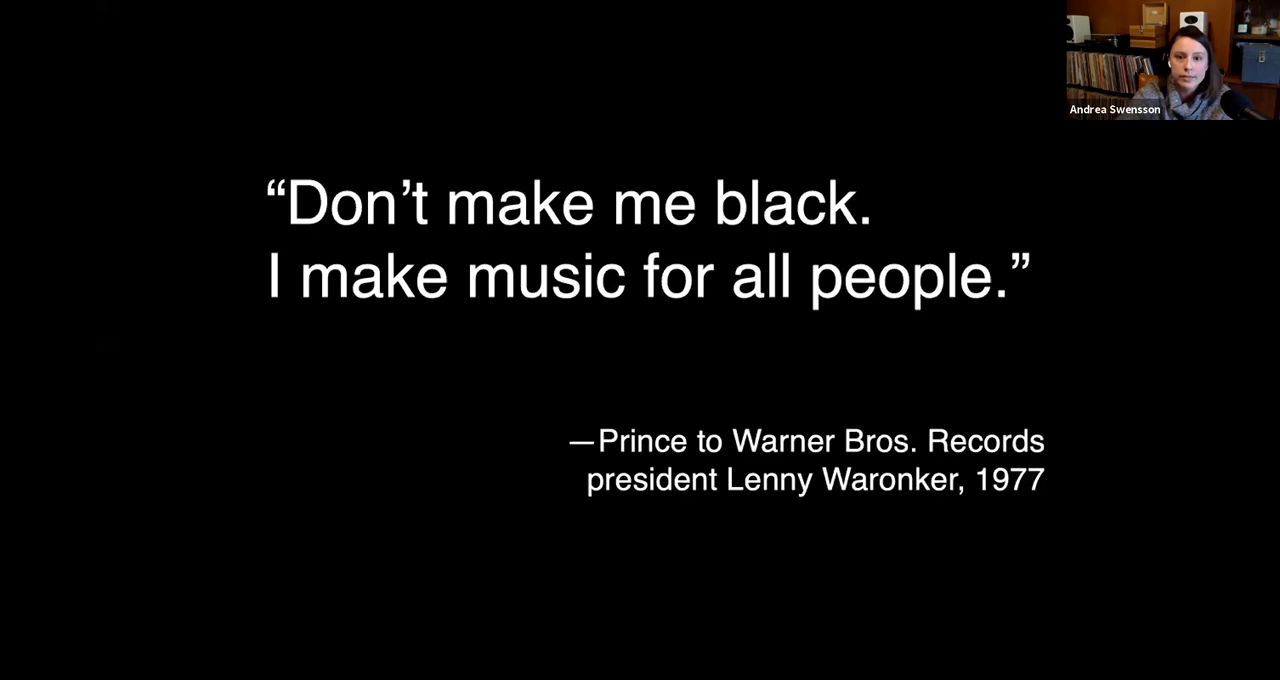 Andrea Swensson
“Don’t make me black.
I make music for all people.”
—Prince to Warner Bros. Records
president Lenny Waronker, 1977